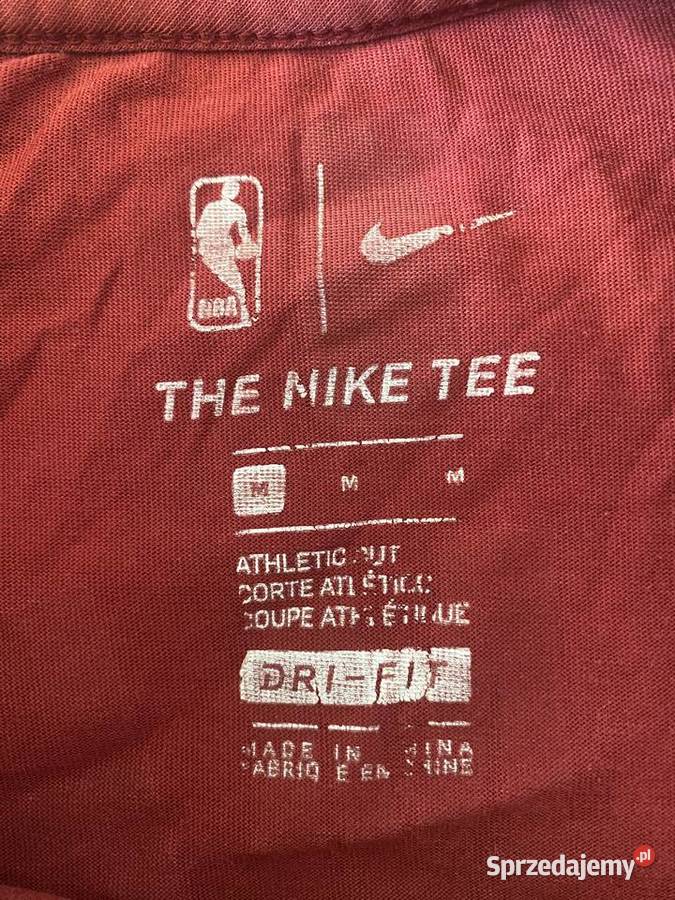 NBA
THE NIKE TEE
M M M
ATHLETIC CUT
CORTE ATLÉTICO
COUPE ATHLÉTIQUE
DRI-FIT
MADE IN CHINA
FABRIQUÉ EN CHINE
Sprzedajemy.pl